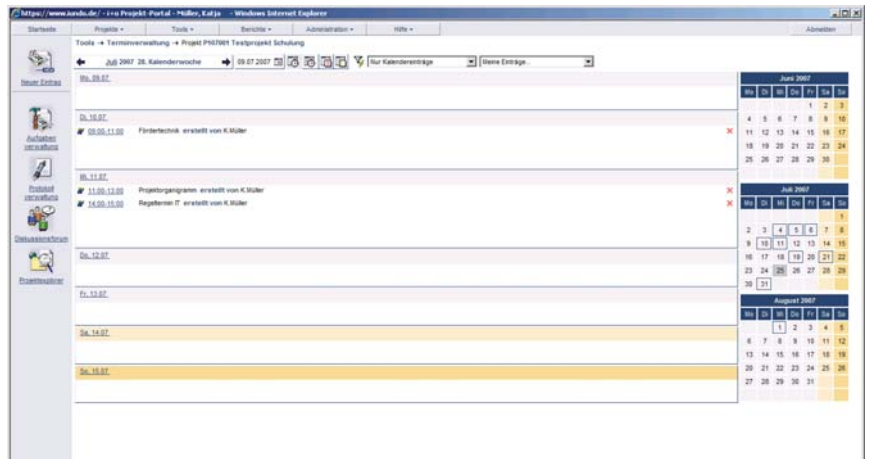 https://www.iundo.de/ - i+o Projekt-Portal - Müller, Katja - Windows Internet Explorer
Startseite Projekte Tools Berichte Administration Hilfe Abmelden
Tools → Terminverwaltung → Projekt P107001 Testprojekt Schulung
Juli 2007 28. Kalenderwoche 09.07.2007 Nur Kalendereinträge Meine Einträge...
Neuer Eintrag
Aufgaben
verwaltung
Protokoll
verwaltung
Diskussionsforum
Projektexplorer
Mo, 09.07.
Di, 10.07.
09:00-11:00 Fördertechnik erstellt von K.Müller
Mi, 11.07.
11:00-13:00 Projektorganigramm erstellt von K.Müller
14:00-15:00 Regeltermin IT erstellt von K.Müller
Do, 12.07.
Fr, 13.07.
Sa, 14.07.
So, 15.07.
Juni 2007
Mo Di Mi Do Fr Sa So
1 2 3
4 5 6 7 8 9 10
11 12 13 14 15 16 17
18 19 20 21 22 23 24
25 26 27 28 29 30
Juli 2007
Mo Di Mi Do Fr Sa So
1
2 3 4 5 6 7 8
9 10 11 12 13 14 15
16 17 18 19 20 21 22
23 24 25 26 27 28 29
30 31
August 2007
Mo Di Mi Do Fr Sa So
1 2 3 4 5
6 7 8 9 10 11 12
13 14 15 16 17 18 19
20 21 22 23 24 25 26
27 28 29 30 31